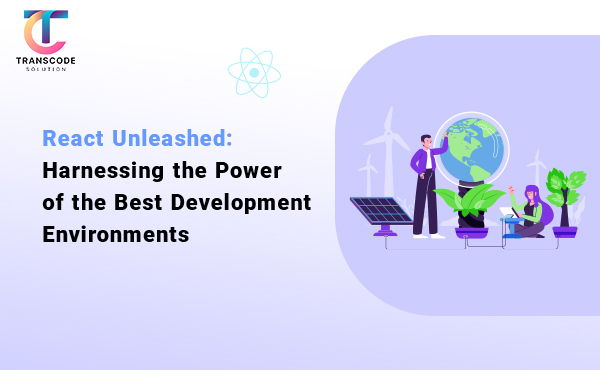 TRANSCODE
SOLUTION
React Unleashed:
Harnessing the Power
of the Best Development
Environments